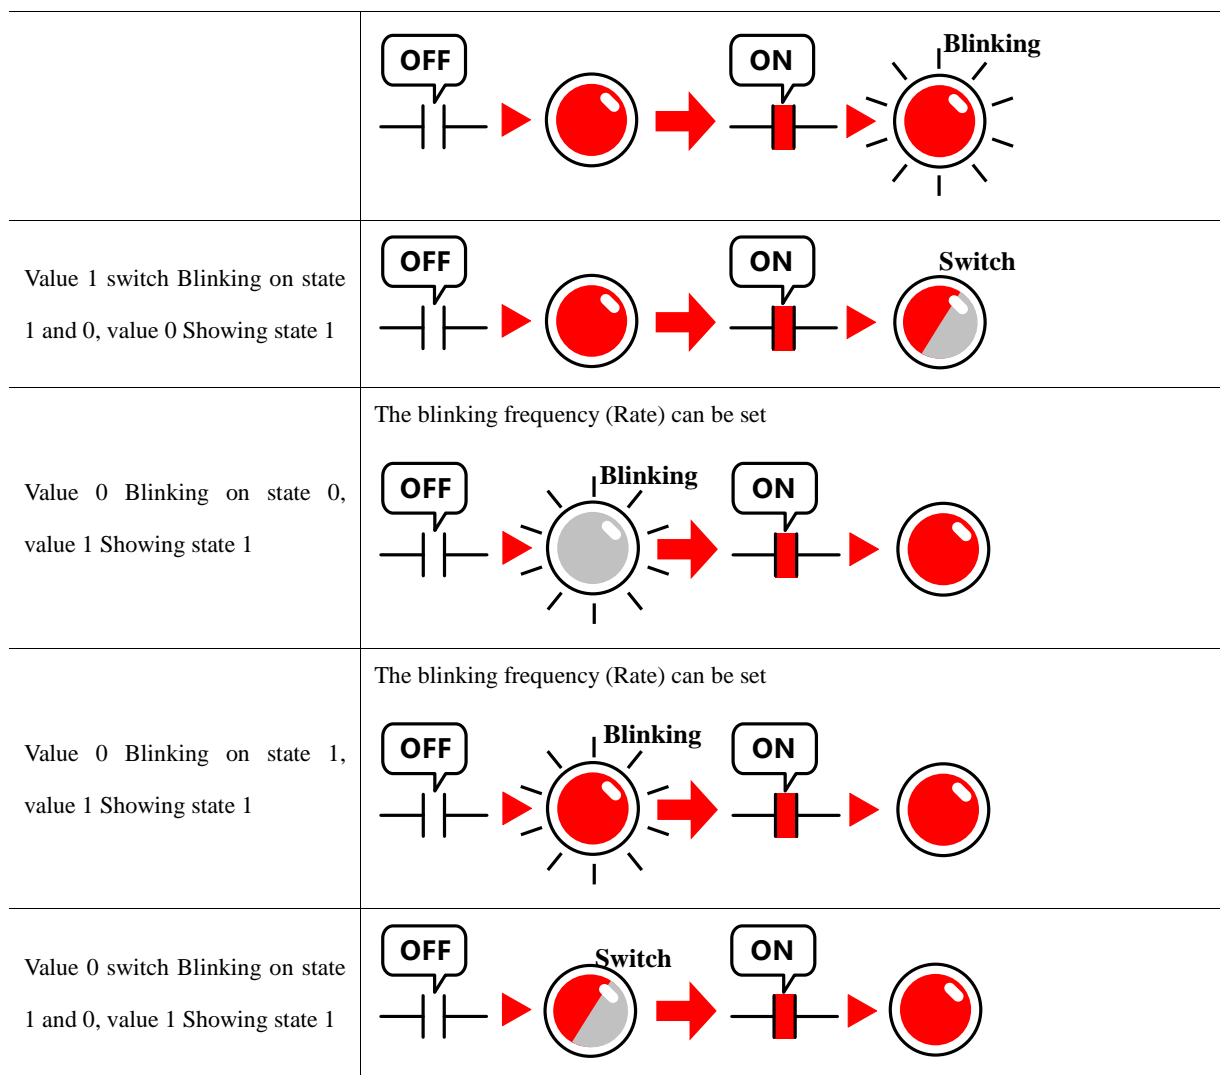 Blinking
OFF
ON
Value 1 switch Blinking on state
1 and 0, value 0 Showing state 1
OFF
ON
Switch
The blinking frequency (Rate) can be set
Value 0 Blinking on state 0,
value 1 Showing state 1
OFF
Blinking
ON
The blinking frequency (Rate) can be set
Value 0 Blinking on state 1,
value 1 Showing state 1
OFF
Blinking
ON
Value 0 switch Blinking on state
1 and 0, value 1 Showing state 1
OFF
Switch
ON